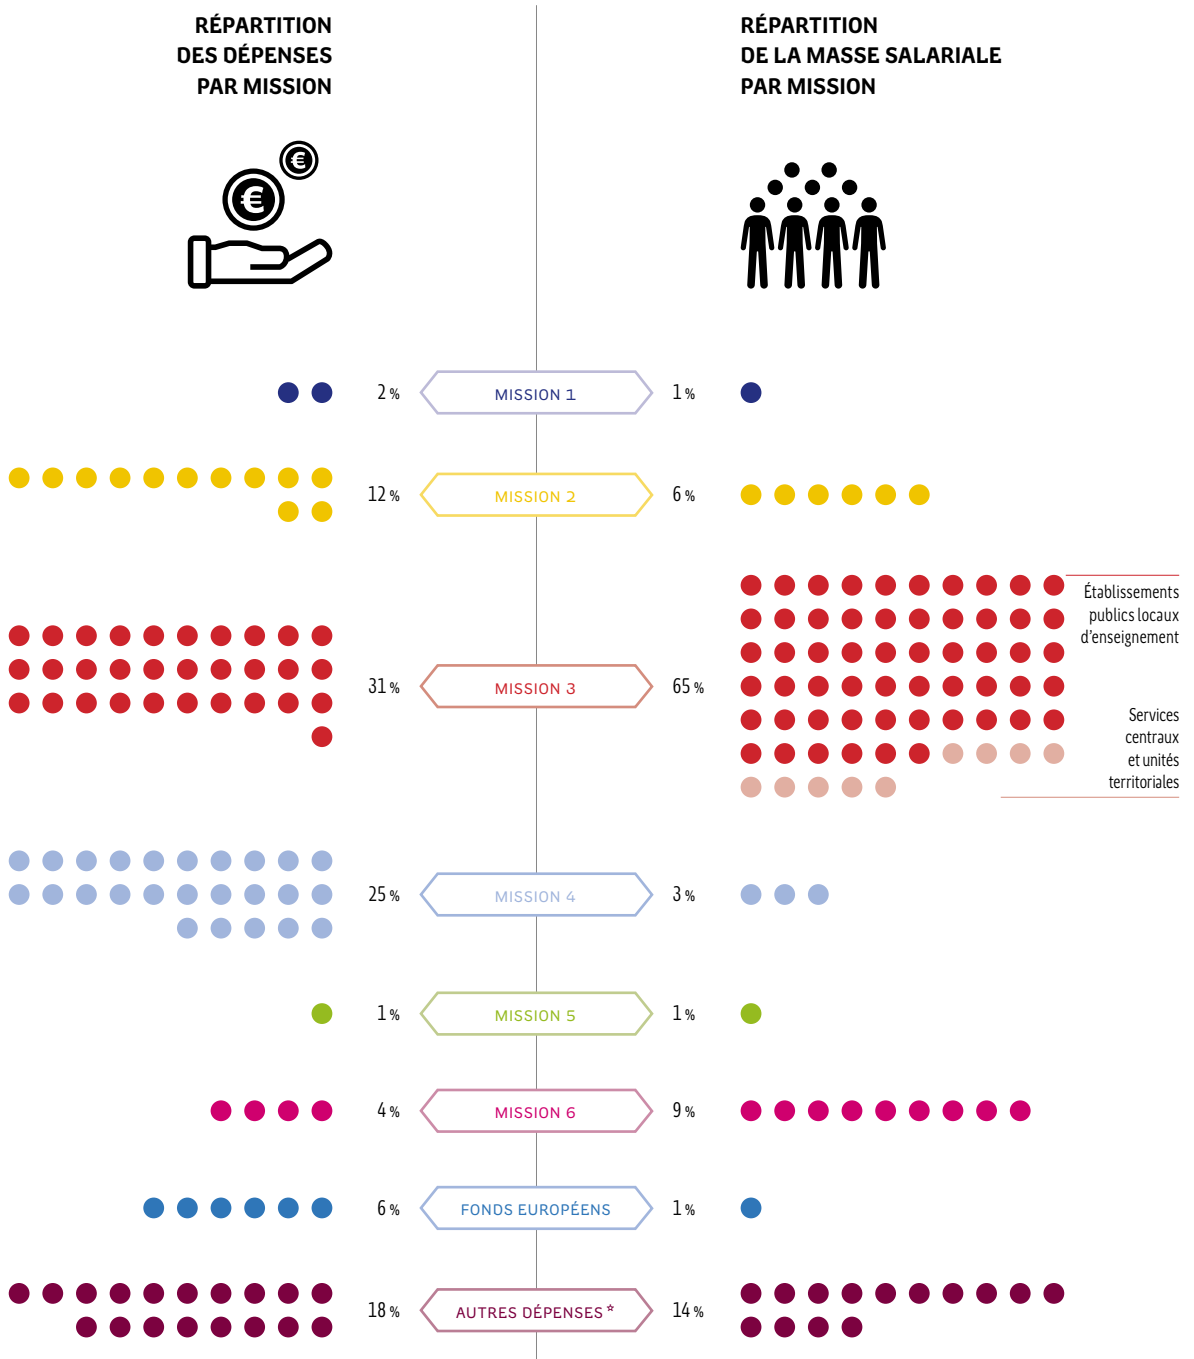 RÉPARTITION
DES DÉPENSES
PAR MISSION
RÉPARTITION
DE LA MASSE SALARIALE
PAR MISSION
€
€
2 %
MISSION 1
1 %
12 %
MISSION 2
6 %
31 %
MISSION 3
65 %
Établissements
publics locaux
d'enseignement
Services
centraux
et unités
territoriales
25 %
MISSION 4
3 %
1 %
MISSION 5
1 %
4 %
MISSION 6
9 %
6 %
FONDS EUROPÉENS
1 %
18 %
AUTRES DÉPENSES *
14 %